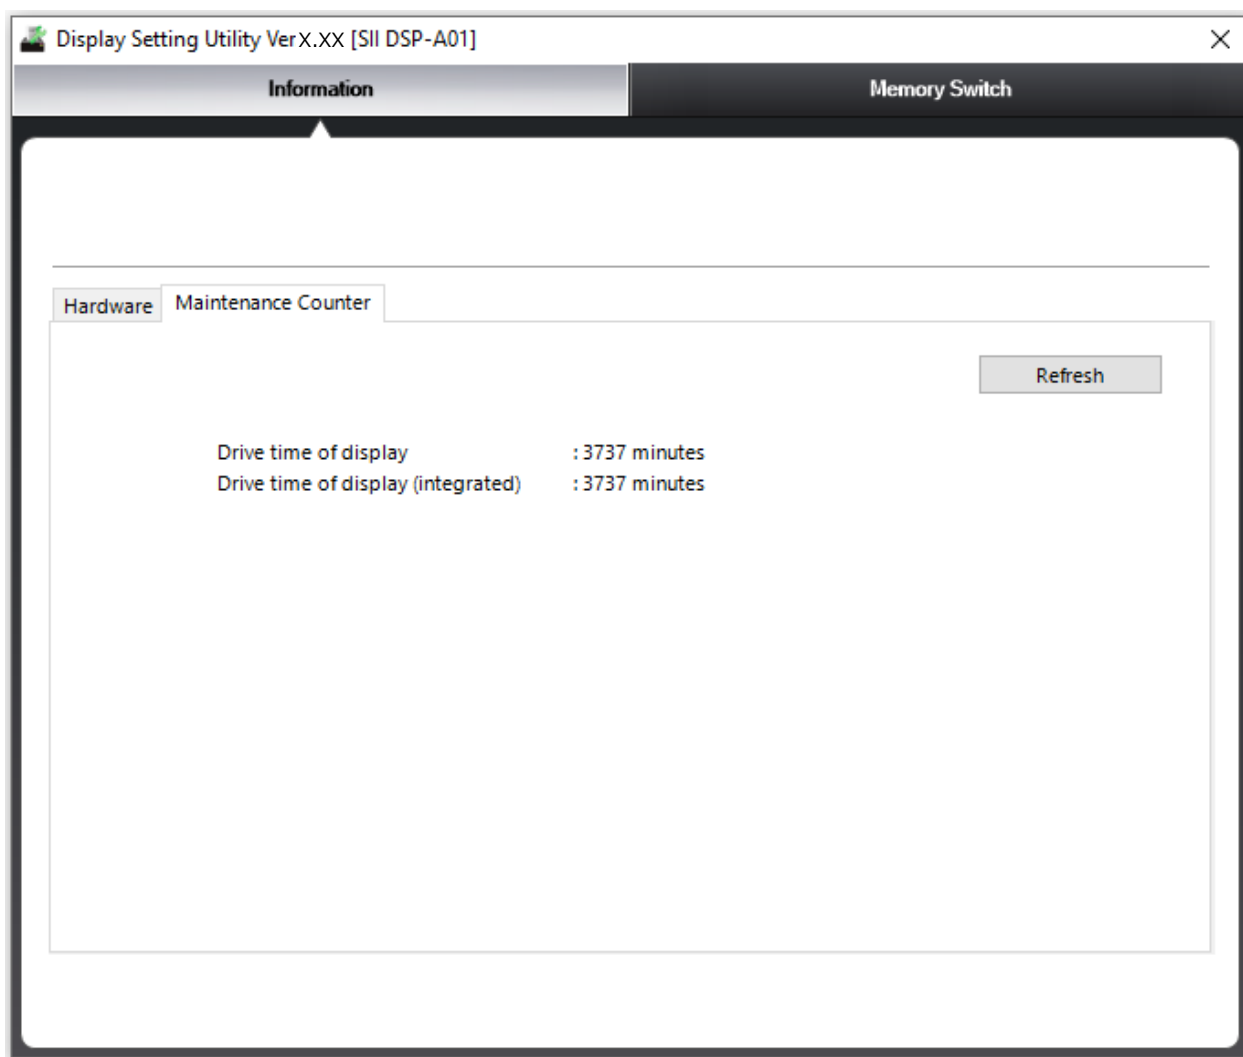 Display Setting Utility Ver X.XX [SII DSP-A01]
Information Memory Switch
Hardware Maintenance Counter
Refresh
Drive time of display : 3737 minutes
Drive time of display (integrated) : 3737 minutes